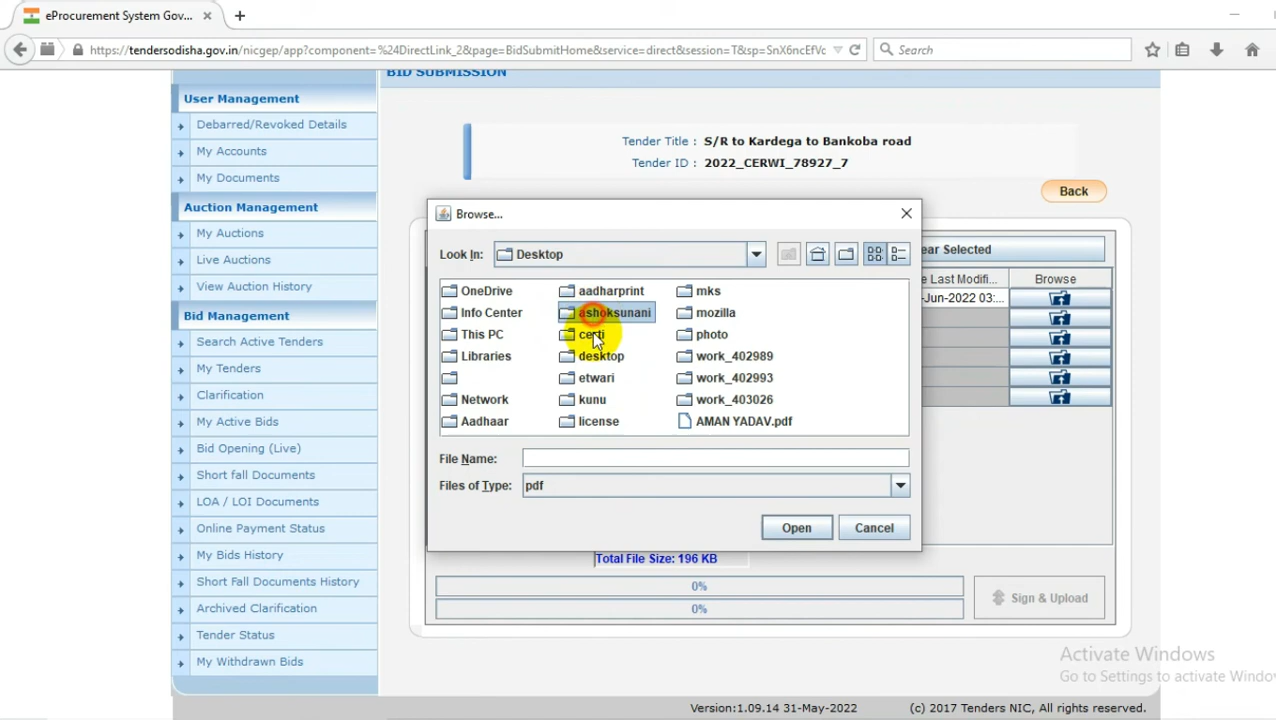 eProcurement System Gov...
https://tendersodisha.gov.in/nicgep/app?component=%24DirectLink_2&page=BidSubmitHome&service=direct&session=T&sp=SnX6ncEfVc
Search
BID SUBMISSION
User Management
Debarred/Revoked Details
My Accounts
My Documents
Auction Management
My Auctions
Live Auctions
View Auction History
Bid Management
Search Active Tenders
My Tenders
Clarification
My Active Bids
Bid Opening (Live)
Short fall Documents
LOA / LOI Documents
Online Payment Status
My Bids History
Short Fall Documents History
Archived Clarification
Tender Status
My Withdrawn Bids
Tender Title : S/R to Kardega to Bankoba road
Tender ID : 2022_CERWI_78927_7
Back
ear Selected
e Last Modifi... Browse
-Jun-2022 03:...
Browse...
Look In: Desktop
OneDrive aadharprint mks
Info Center ashoksunani mozilla
This PC certi photo
Libraries desktop work_402989
etwari work_402993
Network kunu work_403026
Aadhaar license AMAN YADAV.pdf
File Name:
Files of Type: pdf
Open Cancel
Total File Size: 196 KB
0%
0%
Sign & Upload
Activate Windows
Go to Settings to activate Windo
Version:1.09.14 31-May-2022 (c) 2017 Tenders NIC, All rights reserved.